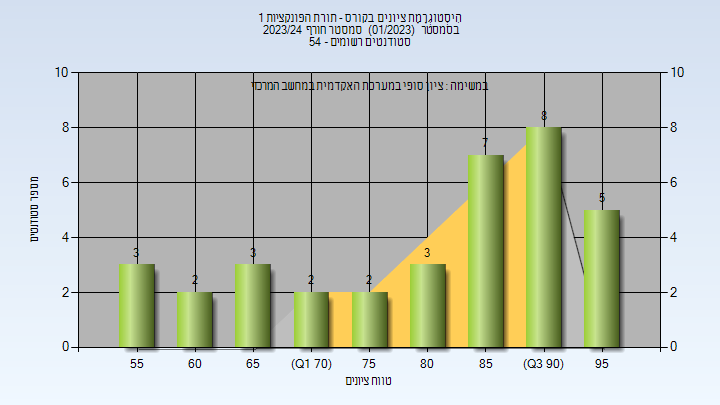 היסטוגרמת ציונים בקורס - תורת הפונקציות 1
בסמסטר (01/2023) סמסטר חורף 2023/24
סטודנטים רשומים - 54
במשימה : ציון סופי במערכת האקדמית במחשב המרכזי
10 10
8 8
6 6
4 4
2 2
0 0
מספר סטודנטים
3 2 3 2 2 3 7 8 5
55 60 65 (Q1 70) 75 80 85 (Q3 90) 95
טווח ציונים